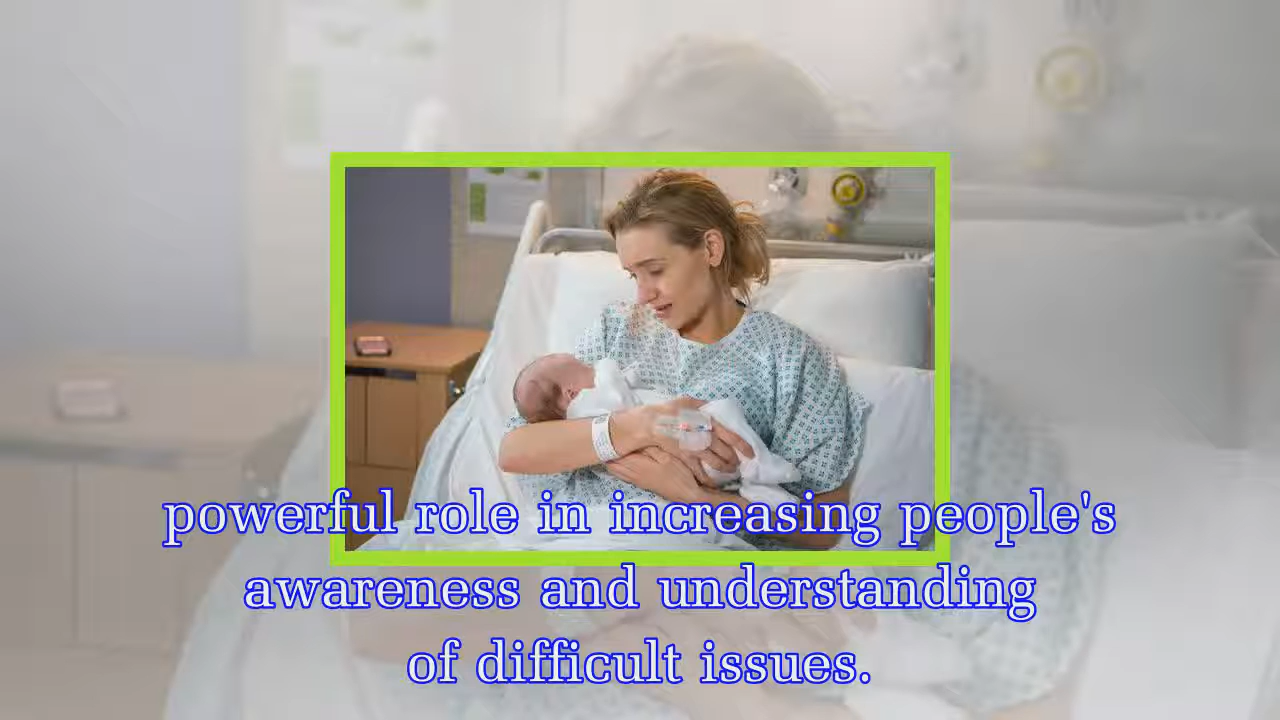 powerful role in increasing people's
awareness and understanding
of difficult issues.